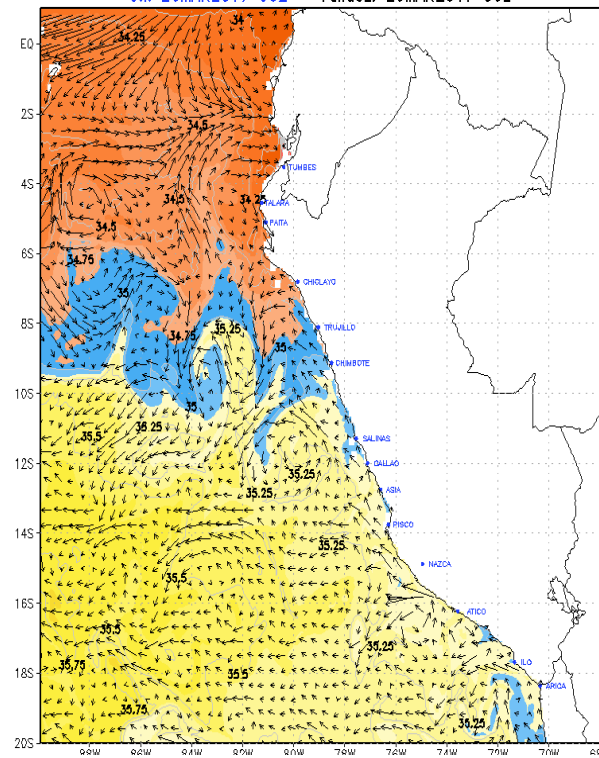 34
34.25
EQ
2S
34.5
TUMBES
4S
34.5
34.25
TALARA
PAITA
34.5
6S
34.75
CHICLAYO
35
8S
34.75
35.25
TRUJILLO
35
CHIMBOTE
10S
35
35.25
35.5
SALINAS
12S
CALLAO
35.25
35.25
ASIA
PISCO
14S
35.25
NAZCA
35.5
16S
ATICO
35.5
35.25
35.75
ILO
18S
35.5
ARICA
35.75
35.25
20S
88W 86W 84W 82W 80W 78W 76W 74W 72W 70W 68W